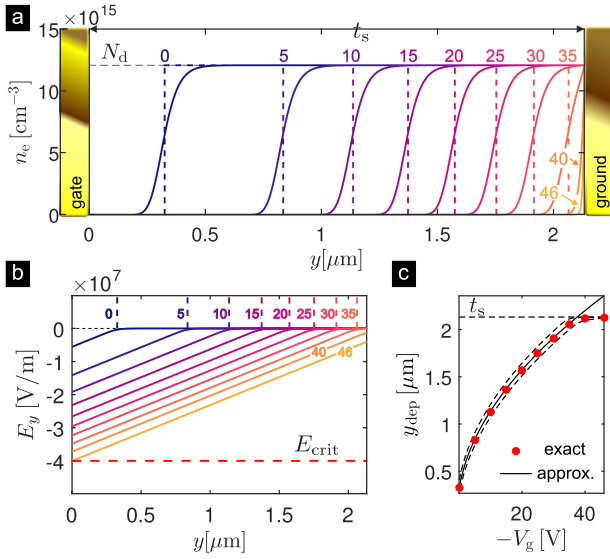 a
×10^15
t_s
15
N_d
0 5 10 15 20 25 30 35
10
n_e [cm^−3]
5
40
46
0
gate
ground
0 0.5 1 1.5 2
y[μm]
b
×10^7
0 5 10 15 20 25 30 35
0
-1
-2
-3
-4
E_y [V/m]
40 46
E_crit
0 0.5 1 1.5 2
y[μm]
c
t_s
2
1.5
1
0.5
y_dep [μm]
exact
approx.
20 40
−V_g [V]